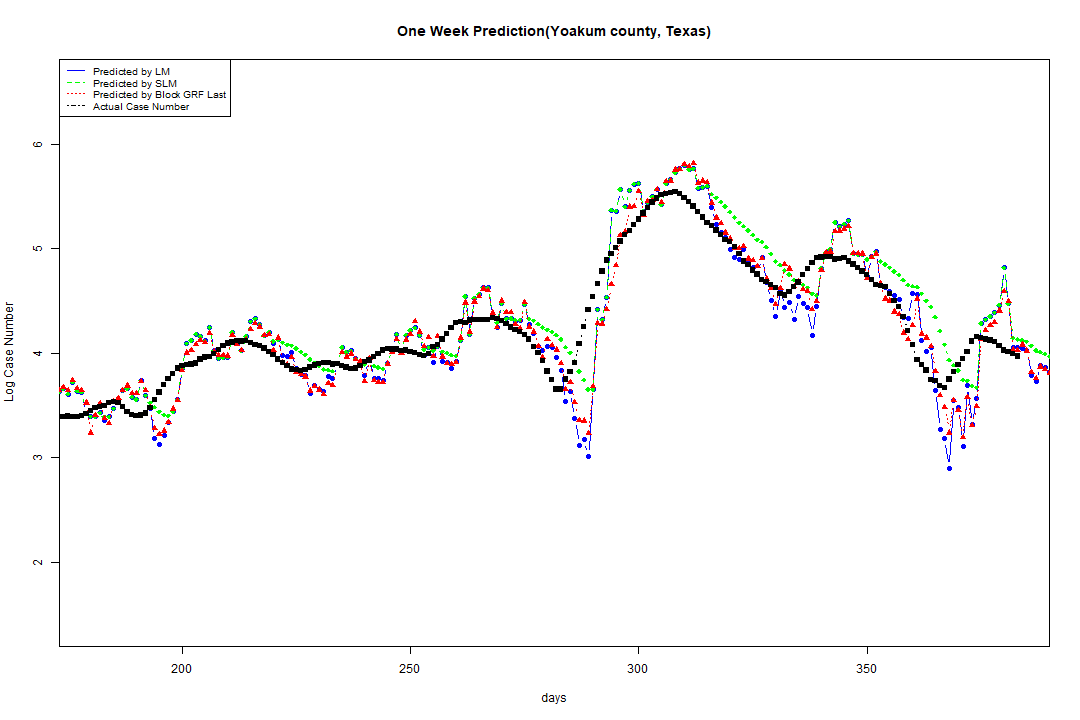 One Week Prediction(Yoakum county, Texas)
Predicted by LM
Predicted by SLM
Predicted by Block GRF Last
Actual Case Number
6
5
4
3
2
Log Case Number
200
250
300
350
days